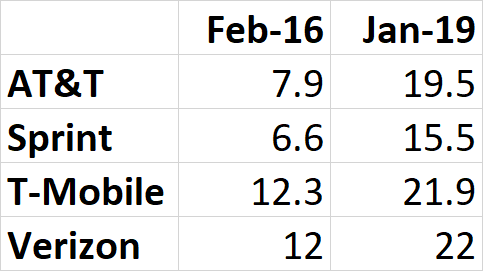 Feb-16 Jan-19
AT&T 7.9 19.5
Sprint 6.6 15.5
T-Mobile 12.3 21.9
Verizon 12 22